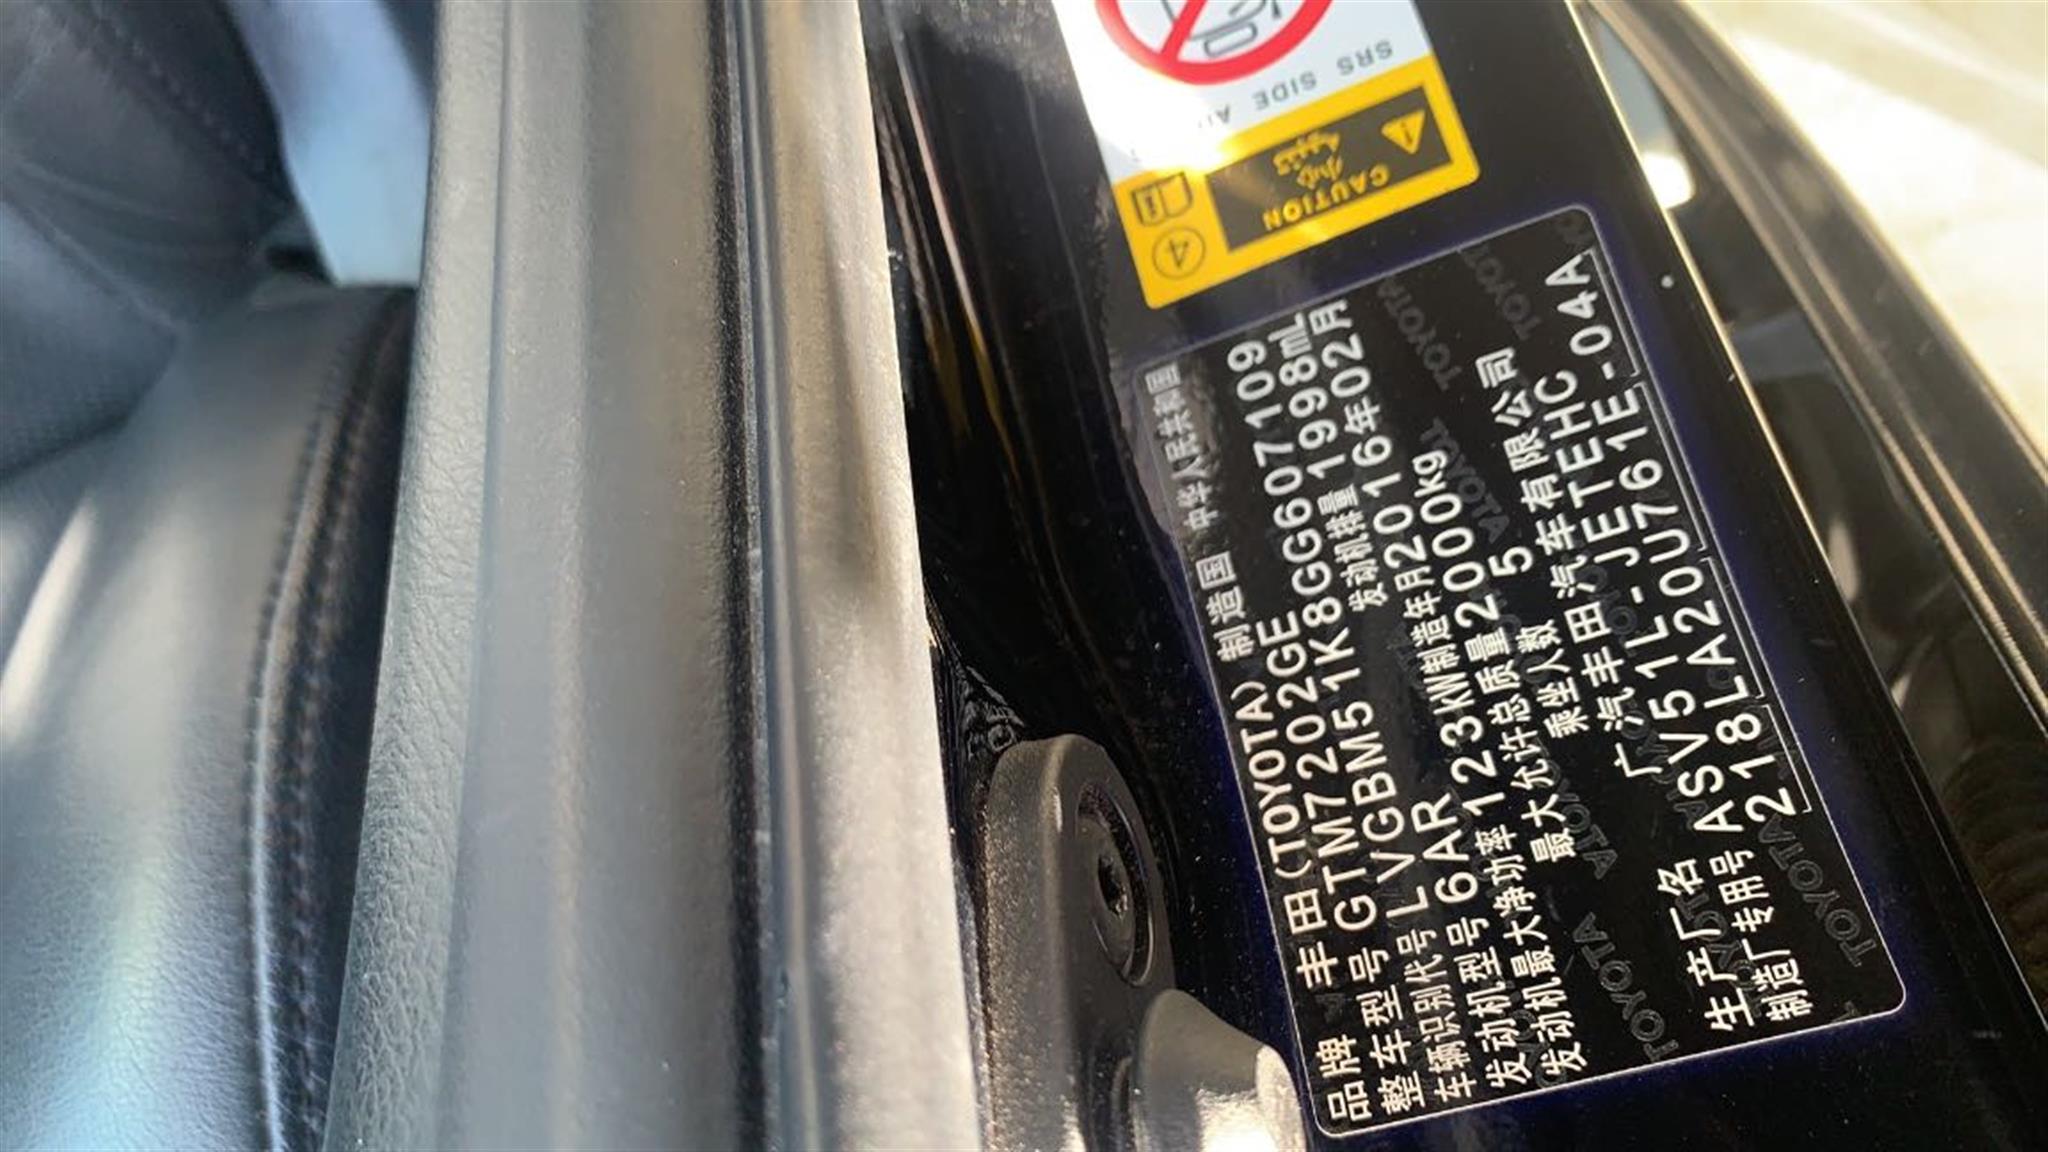 SRS SIDE
CAUTION
小心
4
品牌 丰田(TOYOTA) 制造国 中华人民共和国
整车型号 GTM7202GE
车辆识别代号 LVGBM51K8GG607109
发动机型号 6AR 发动机排量 1998mL
发动机最大净功率 123KW 制造年月 2016年02月
最大允许总质量 2000kg
乘坐人数 5
广汽丰田汽车有限公司
生产厂名 ASV51L-JETEHC
制造厂专用号 218LA20U761E-04A
TOYOTA